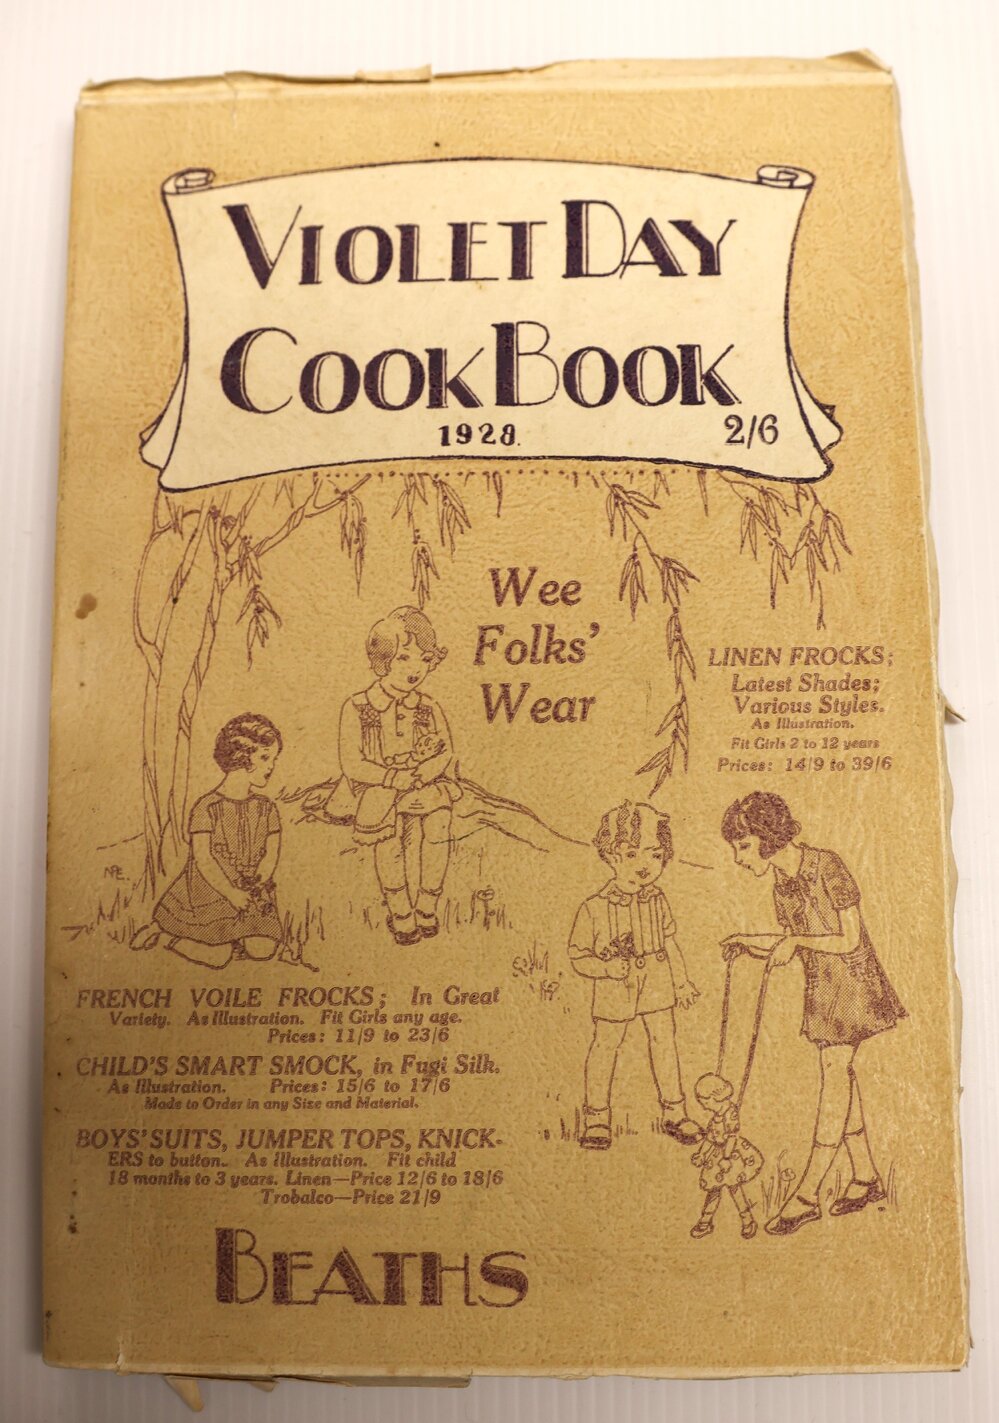 VIOLET DAY
COOK BOOK
1928.
2/6
Wee
Folks'
Wear
LINEN FROCKS;
Latest Shades;
Various Styles.
As Illustration.
Fit Girls 2 to 12 years
Prices: 14/9 to 39/6
FRENCH VOILE FROCKS; In Great
Variety. As Illustration. Fit Girls any age.
Prices: 11/9 to 23/6
CHILD'S SMART SMOCK, in Fugi Silk.
As Illustration. Prices: 15/6 to 17/6
Made to Order in any Size and Material.
BOYS' SUITS, JUMPER TOPS, KNICK-
ERS to button. As Illustration. Fit child
18 months to 3 years. Linen—Price 12/6 to 18/6
Trobalco—Price 21/9
BEATHS